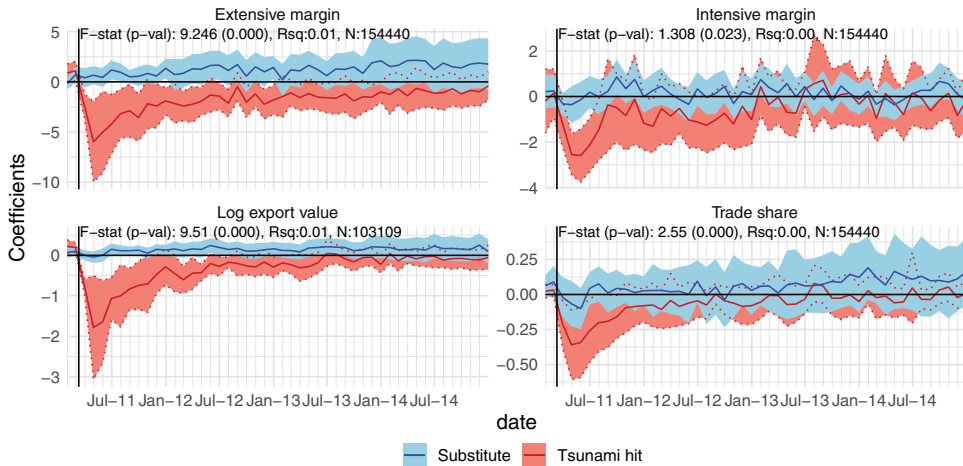 Extensive margin
Intensive margin
F-stat (p-val): 9.246 (0.000), Rsq:0.01, N:154440
F-stat (p-val): 1.308 (0.023), Rsq:0.00, N:154440
5
0
−5
−10
2
0
−2
−4
Coefficients
Log export value
Trade share
F-stat (p-val): 9.51 (0.000), Rsq:0.01, N:103109
F-stat (p-val): 2.55 (0.000), Rsq:0.00, N:154440
0
−1
−2
−3
0.25
0.00
−0.25
−0.50
Jul−11 Jan−12 Jul−12 Jan−13 Jul−13 Jan−14 Jul−14
Jul−11 Jan−12 Jul−12 Jan−13 Jul−13 Jan−14 Jul−14
date
Substitute Tsunami hit